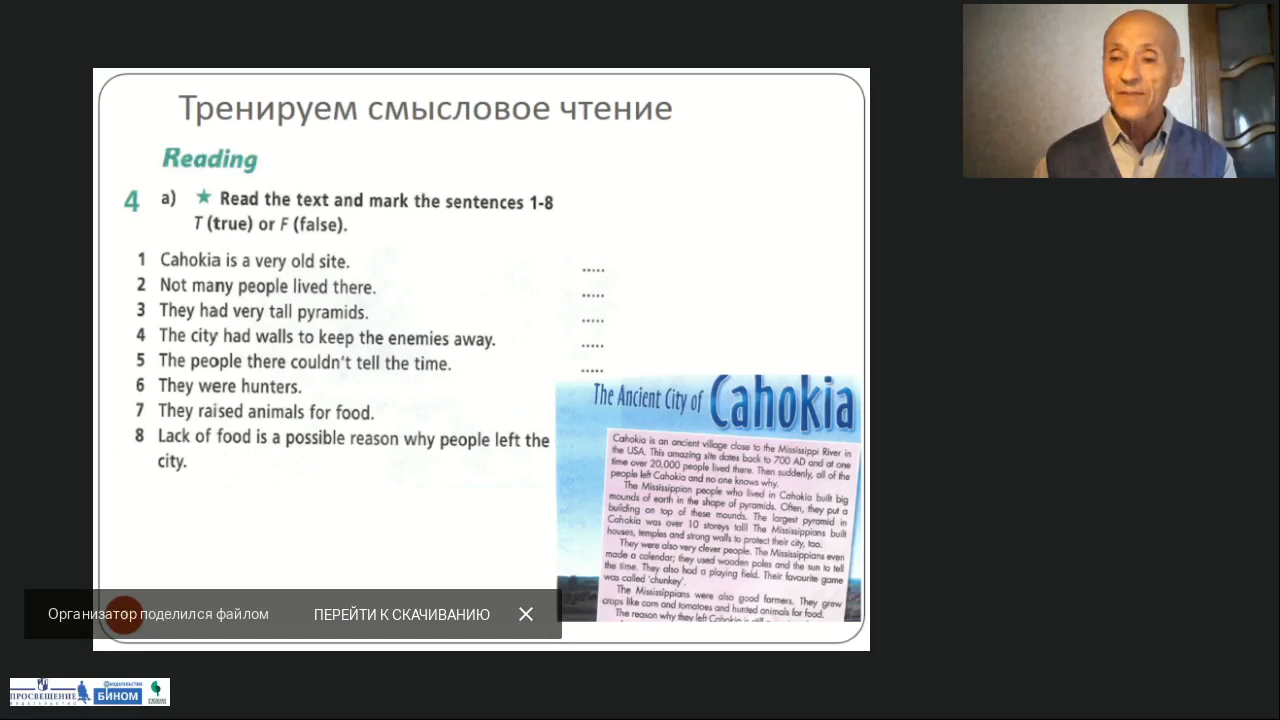 Тренируем смысловое чтение
Reading
4 a) ★ Read the text and mark the sentences 1-8
T (true) or F (false).
1 Cahokia is a very old site. .....
2 Not many people lived there. .....
3 They had very tall pyramids. .....
4 The city had walls to keep the enemies away. .....
5 The people there couldn't tell the time. .....
6 They were hunters.
7 They raised animals for food.
8 Lack of food is a possible reason why people left the
city.
The Ancient City of Cahokia
Cahokia is an ancient village close to the Mississippi River in
the USA. This amazing site dates back to 700 AD and at one
time over 20,000 people lived there. Then suddenly, all of the
people left Cahokia and no one knows why.
The Mississippian people who lived in Cahokia built big
mounds of earth in the shape of pyramids. Often, they put a
building on top of these mounds. The largest pyramid in
Cahokia was over 10 storeys tall! The Mississippians built
houses, temples and strong walls to protect their city, too.
They were also very clever people. The Mississippians even
made a calendar; they used wooden poles and the sun to tell
the time. They also had a playing field. Their favourite game
was called 'chunkey'.
The Mississippians were also good farmers. They grew
crops like corn and tomatoes and hunted animals for food.
The reason why they left Cahokia is still
Организатор поделился файлом
ПЕРЕЙТИ К СКАЧИВАНИЮ
ПРОСВЕЩЕНИЕ
ИЗДАТЕЛЬСТВО
ИЗДАТЕЛЬСТВО
БИНОМ